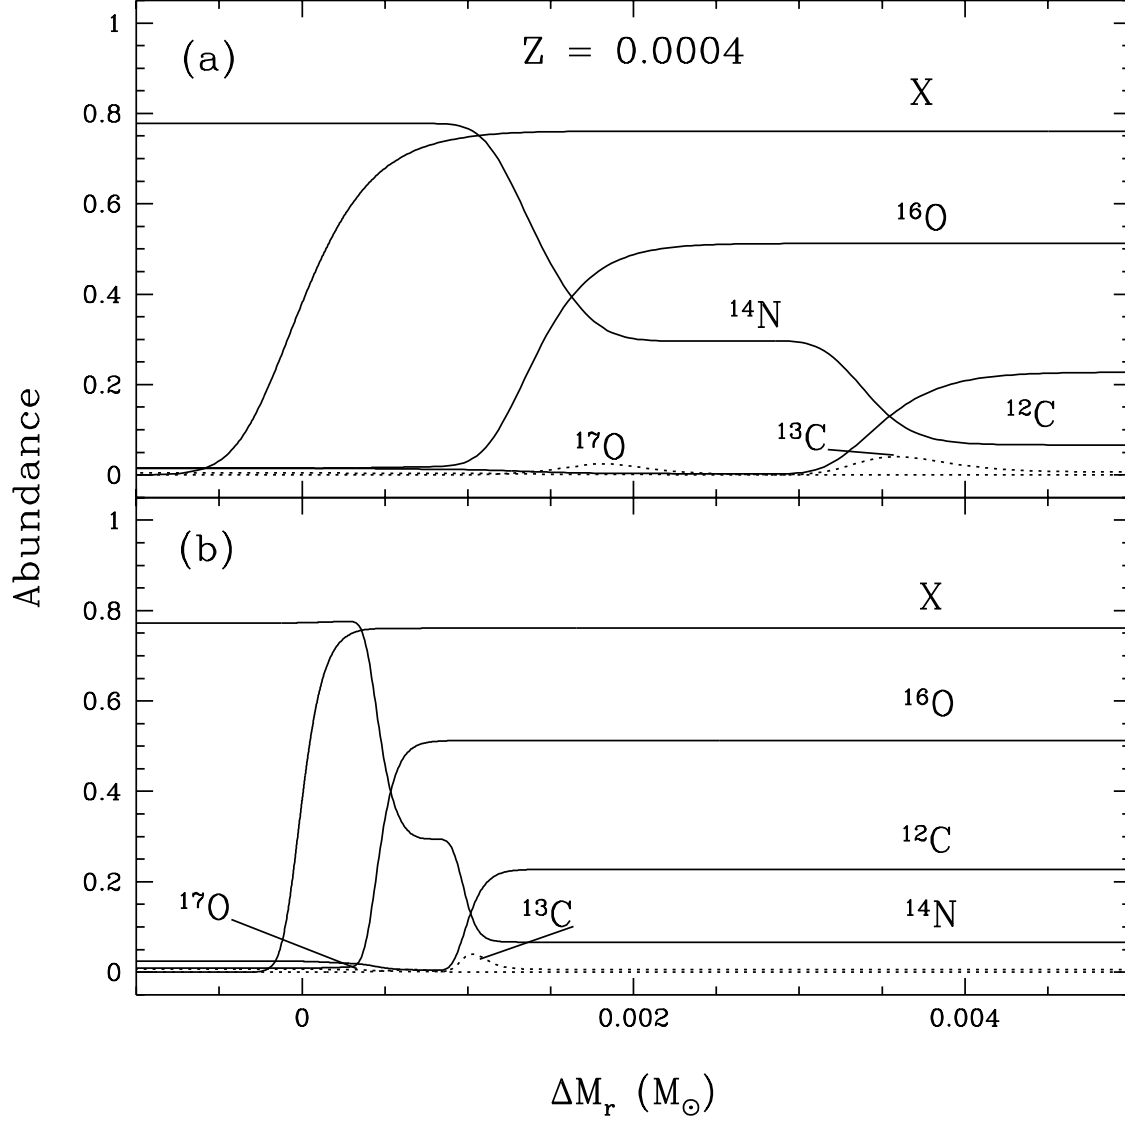 1
(a)
Z = 0.0004
X
0.8
0.6
¹⁶O
0.4
¹⁴N
0.2
¹²C
¹³C
¹⁷O
0
Abundance
1
(b)
X
0.8
0.6
¹⁶O
0.4
¹²C
0.2
¹⁷O
¹³C
¹⁴N
0
0 0.002 0.004
ΔMᵣ (M☉)